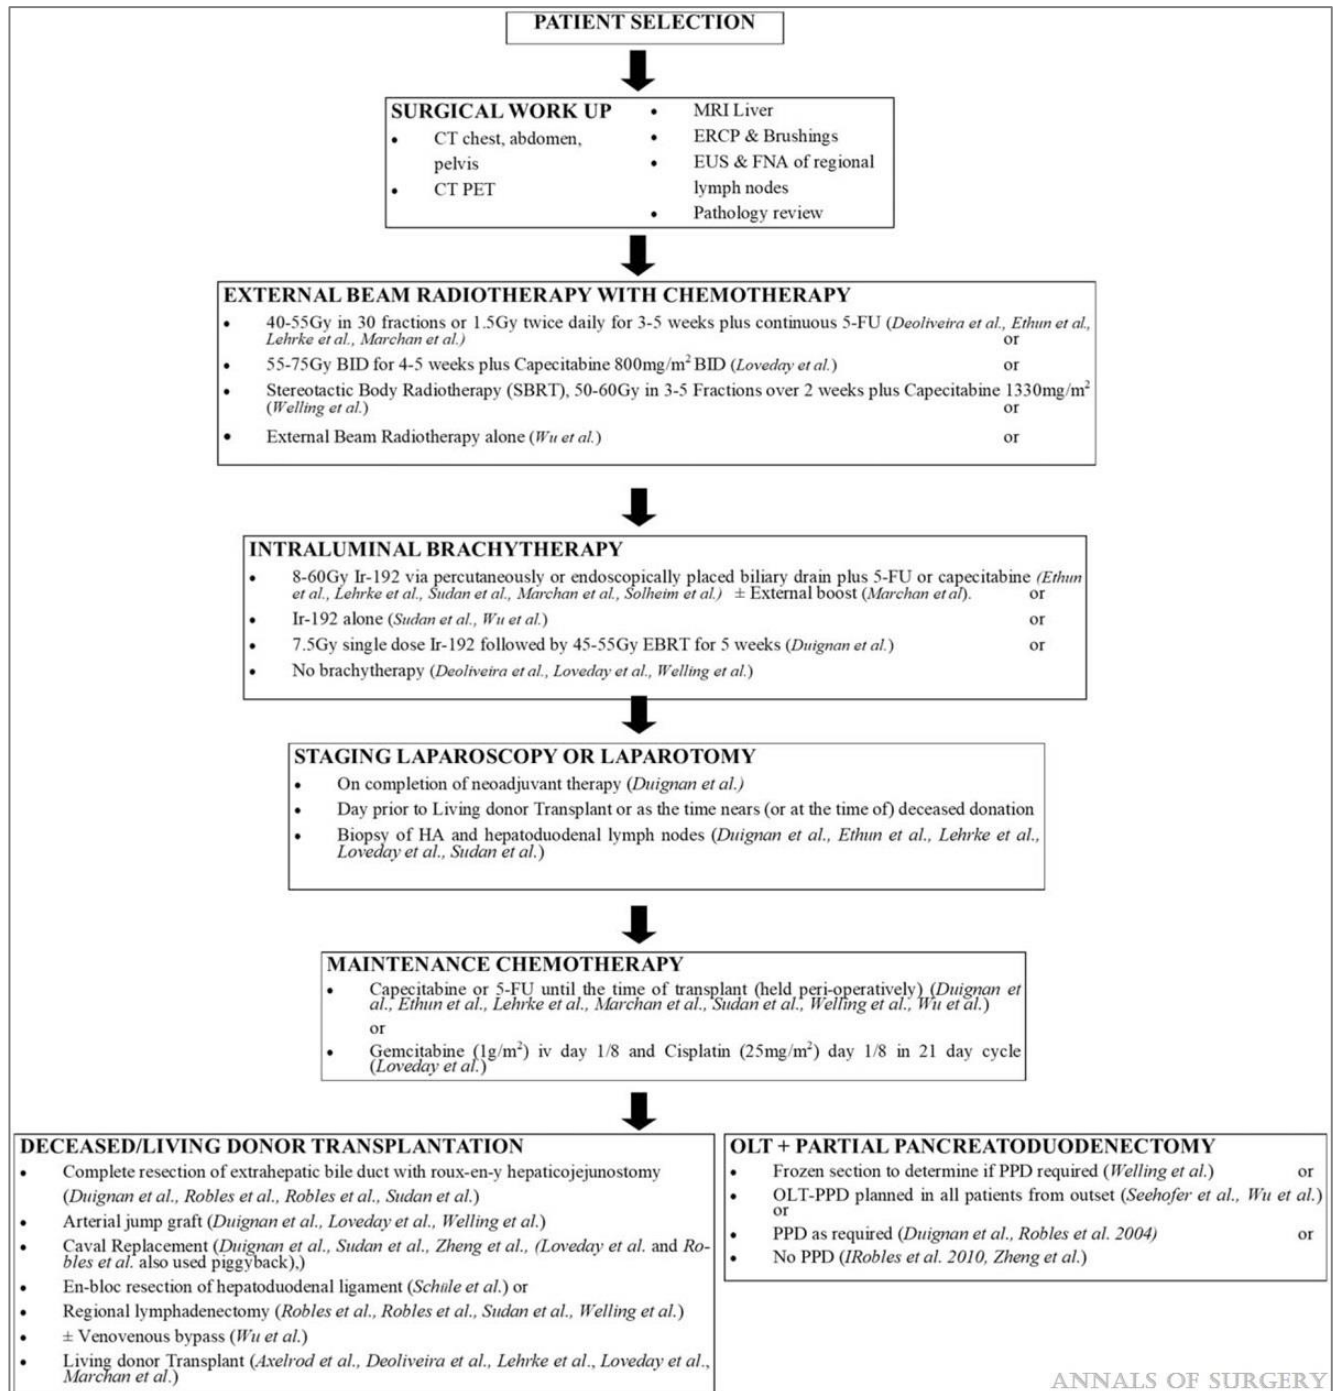 PATIENT SELECTION
SURGICAL WORK UP
• CT chest, abdomen,
pelvis
• CT PET
• MRI Liver
• ERCP & Brushings
• EUS & FNA of regional
lymph nodes
• Pathology review
EXTERNAL BEAM RADIOTHERAPY WITH CHEMOTHERAPY
• 40-55Gy in 30 fractions or 1.5Gy twice daily for 3-5 weeks plus continuous 5-FU (Deoliveira et al., Ethun et al.,
Lehrke et al., Marchan et al.) or
• 55-75Gy BID for 4-5 weeks plus Capecitabine 800mg/m² BID (Loveday et al.) or
• Stereotactic Body Radiotherapy (SBRT), 50-60Gy in 3-5 Fractions over 2 weeks plus Capecitabine 1330mg/m²
(Welling et al.) or
• External Beam Radiotherapy alone (Wu et al.) or
INTRALUMINAL BRACHYTHERAPY
• 8-60Gy Ir-192 via percutaneously or endoscopically placed biliary drain plus 5-FU or capecitabine (Ethun
et al., Lehrke et al., Sudan et al., Marchan et al., Solheim et al.) ± External boost (Marchan et al). or
• Ir-192 alone (Sudan et al., Wu et al.) or
• 7.5Gy single dose Ir-192 followed by 45-55Gy EBRT for 5 weeks (Duignan et al.) or
• No brachytherapy (Deoliveira et al., Loveday et al., Welling et al.)
STAGING LAPAROSCOPY OR LAPAROTOMY
• On completion of neoadjuvant therapy (Duignan et al.)
• Day prior to Living donor Transplant or as the time nears (or at the time of) deceased donation
• Biopsy of HA and hepatoduodenal lymph nodes (Duignan et al., Ethun et al., Lehrke et al.,
Loveday et al., Sudan et al.)
MAINTENANCE CHEMOTHERAPY
• Capecitabine or 5-FU until the time of transplant (held peri-operatively) (Duignan et
al., Ethun et al., Lehrke et al., Marchan et al., Sudan et al., Welling et al., Wu et al.)
or
• Gemcitabine (1g/m²) iv day 1/8 and Cisplatin (25mg/m²) day 1/8 in 21 day cycle
(Loveday et al.)
DECEASED/LIVING DONOR TRANSPLANTATION
• Complete resection of extrahepatic bile duct with roux-en-y hepaticojejunostomy
(Duignan et al., Robles et al., Robles et al., Sudan et al.)
• Arterial jump graft (Duignan et al., Loveday et al., Welling et al.)
• Caval Replacement (Duignan et al., Sudan et al., Zheng et al., (Loveday et al. and Ro-
bles et al. also used piggyback),)
• En-bloc resection of hepatoduodenal ligament (Schüle et al.) or
• Regional lymphadenectomy (Robles et al., Robles et al., Sudan et al., Welling et al.)
• ± Venovenous bypass (Wu et al.)
• Living donor Transplant (Axelrod et al., Deoliveira et al., Lehrke et al., Loveday et al.,
Marchan et al.)
OLT + PARTIAL PANCREATODUODENECTOMY
• Frozen section to determine if PPD required (Welling et al.) or
• OLT-PPD planned in all patients from outset (Seehofer et al., Wu et al.)
or
• PPD as required (Duignan et al., Robles et al. 2004) or
• No PPD (IRobles et al. 2010, Zheng et al.)
ANNALS OF SURGERY